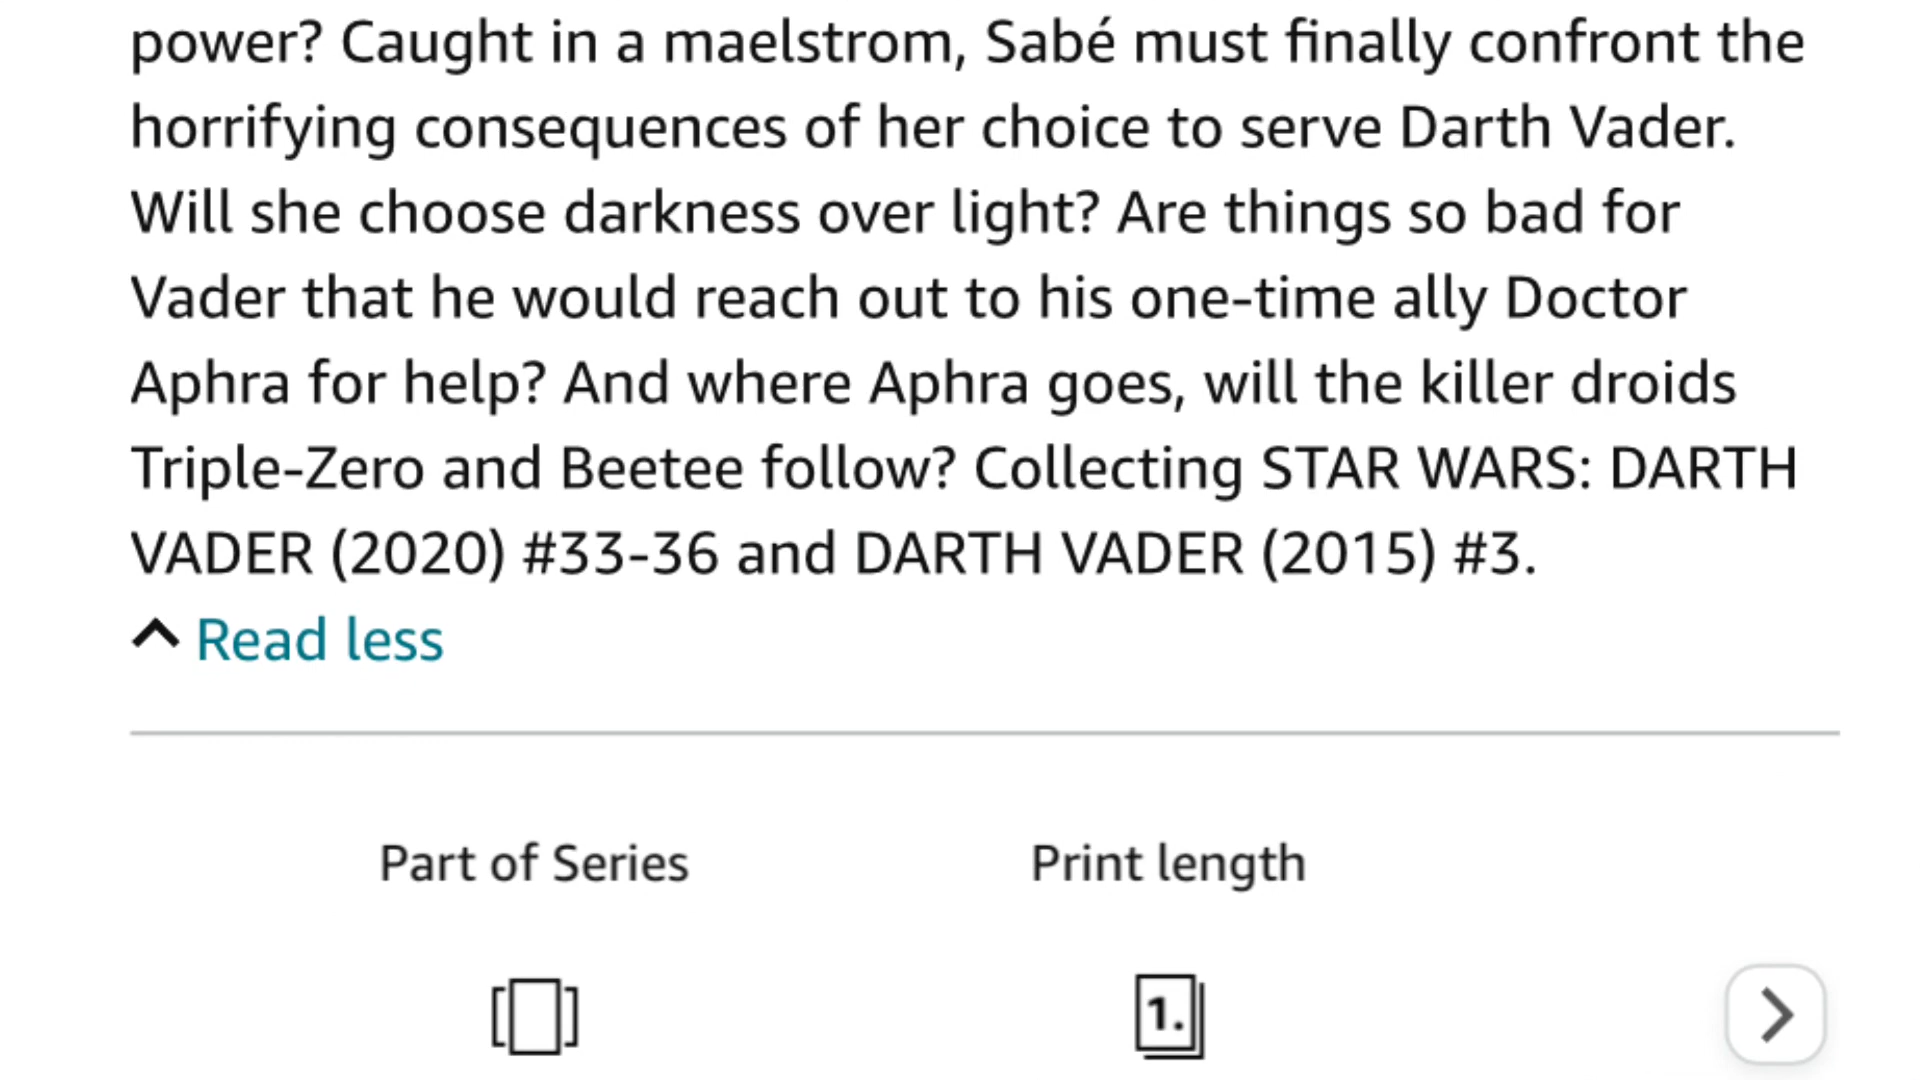 power? Caught in a maelstrom, Sabé must finally confront the
horrifying consequences of her choice to serve Darth Vader.
Will she choose darkness over light? Are things so bad for
Vader that he would reach out to his one-time ally Doctor
Aphra for help? And where Aphra goes, will the killer droids
Triple-Zero and Beetee follow? Collecting STAR WARS: DARTH
VADER (2020) #33-36 and DARTH VADER (2015) #3.
Read less
Part of Series
Print length
1.